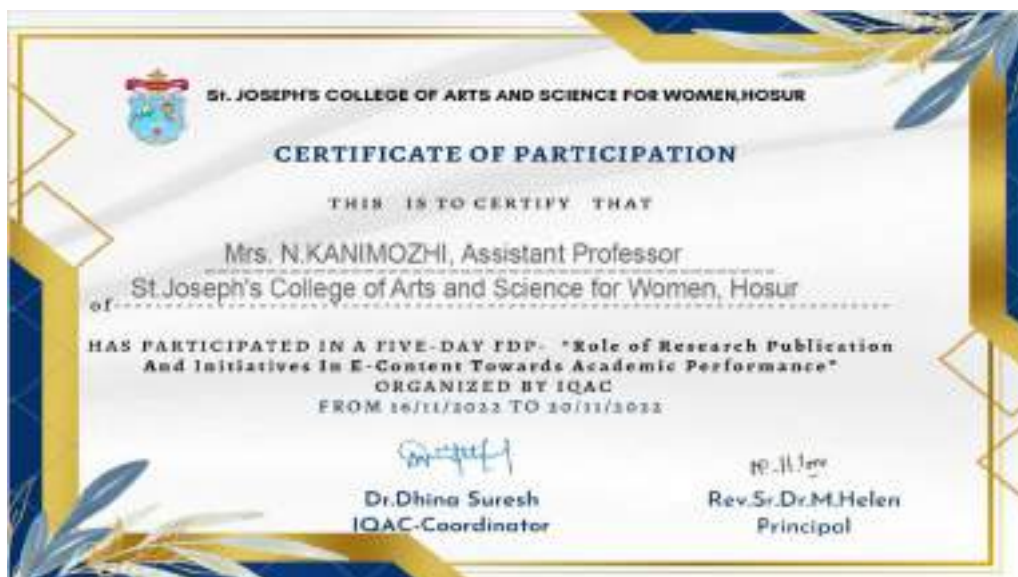 St. JOSEPH'S COLLEGE OF ARTS AND SCIENCE FOR WOMEN,HOSUR
CERTIFICATE OF PARTICIPATION
THIS IS TO CERTIFY THAT
Mrs. N.KANIMOZHI, Assistant Professor
of St.Joseph's College of Arts and Science for Women, Hosur
HAS PARTICIPATED IN A FIVE-DAY FDP- "Role of Research Publication
And Initiatives In E-Content Towards Academic Performance"
ORGANIZED BY IQAC
FROM 16/11/2022 TO 20/11/2022
Dr.Dhina Suresh Rev.Sr.Dr.M.Helen
IQAC-Coordinator Principal